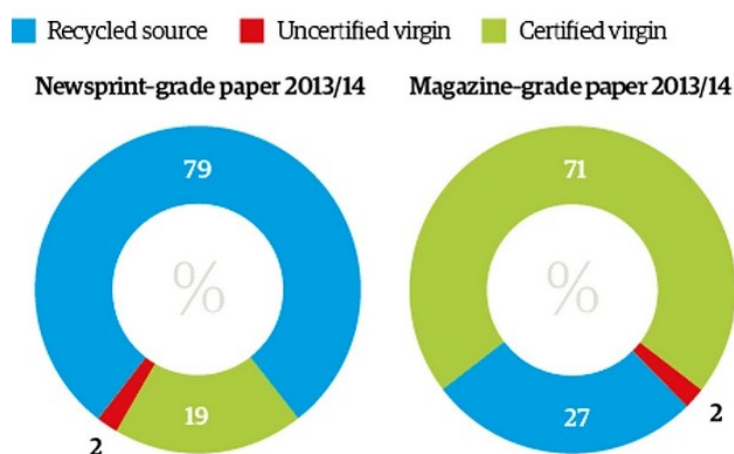 Recycled source Uncertified virgin Certified virgin
Newsprint-grade paper 2013/14
79
%
19
2
Magazine-grade paper 2013/14
71
%
27
2